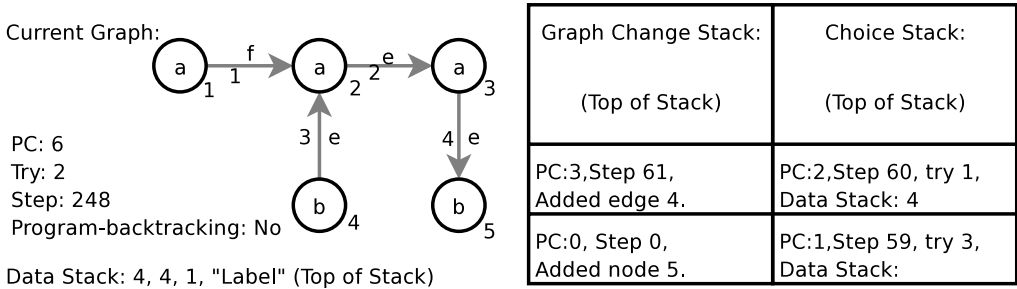 Current Graph:
a
1
f
1
a
2
e
2
a
3
3
e
4
e
b
4
b
5
PC: 6
Try: 2
Step: 248
Program-backtracking: No
Data Stack: 4, 4, 1, "Label" (Top of Stack)
Graph Change Stack:
(Top of Stack)
PC:3,Step 61,
Added edge 4.
PC:0, Step 0,
Added node 5.
Choice Stack:
(Top of Stack)
PC:2,Step 60, try 1,
Data Stack: 4
PC:1,Step 59, try 3,
Data Stack: